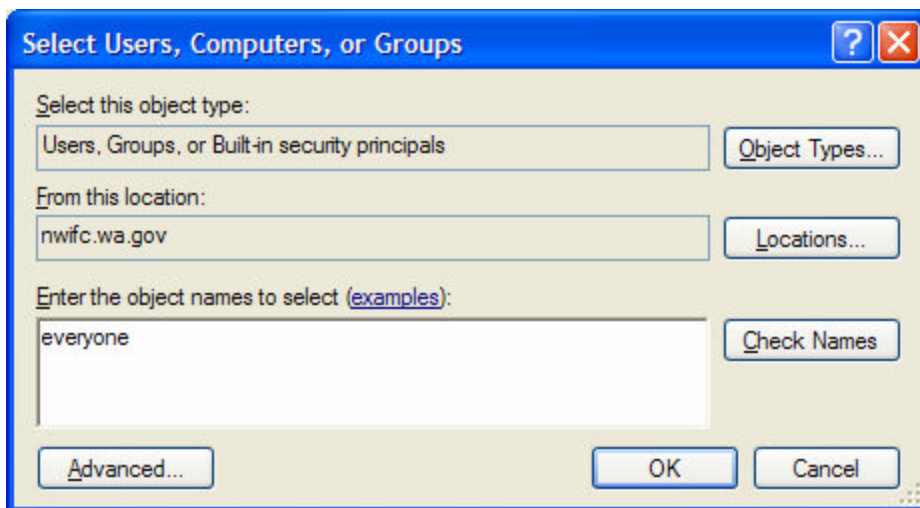 Select Users, Computers, or Groups
Select this object type:
Users, Groups, or Built-in security principals
Object Types...
From this location:
nwifc.wa.gov
Locations...
Enter the object names to select (examples):
everyone
Check Names
Advanced...
OK
Cancel